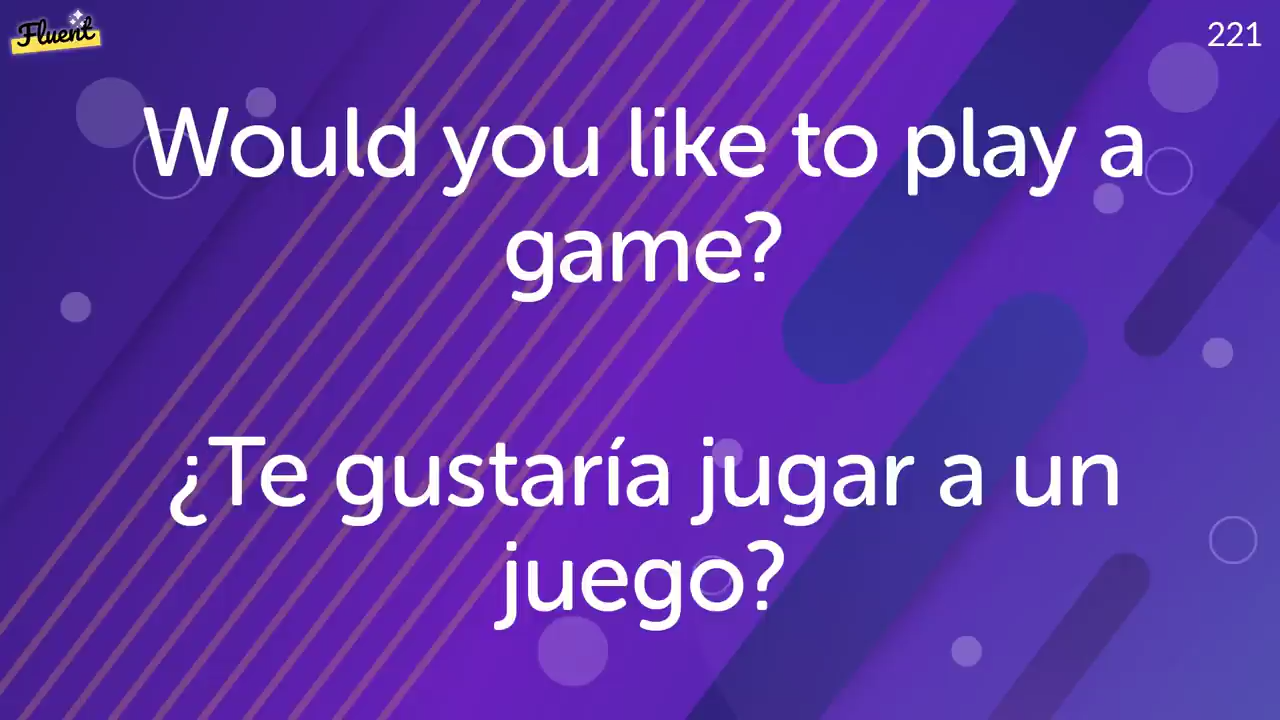 Fluent
221
Would you like to play a
game?
¿Te gustaría jugar a un
juego?